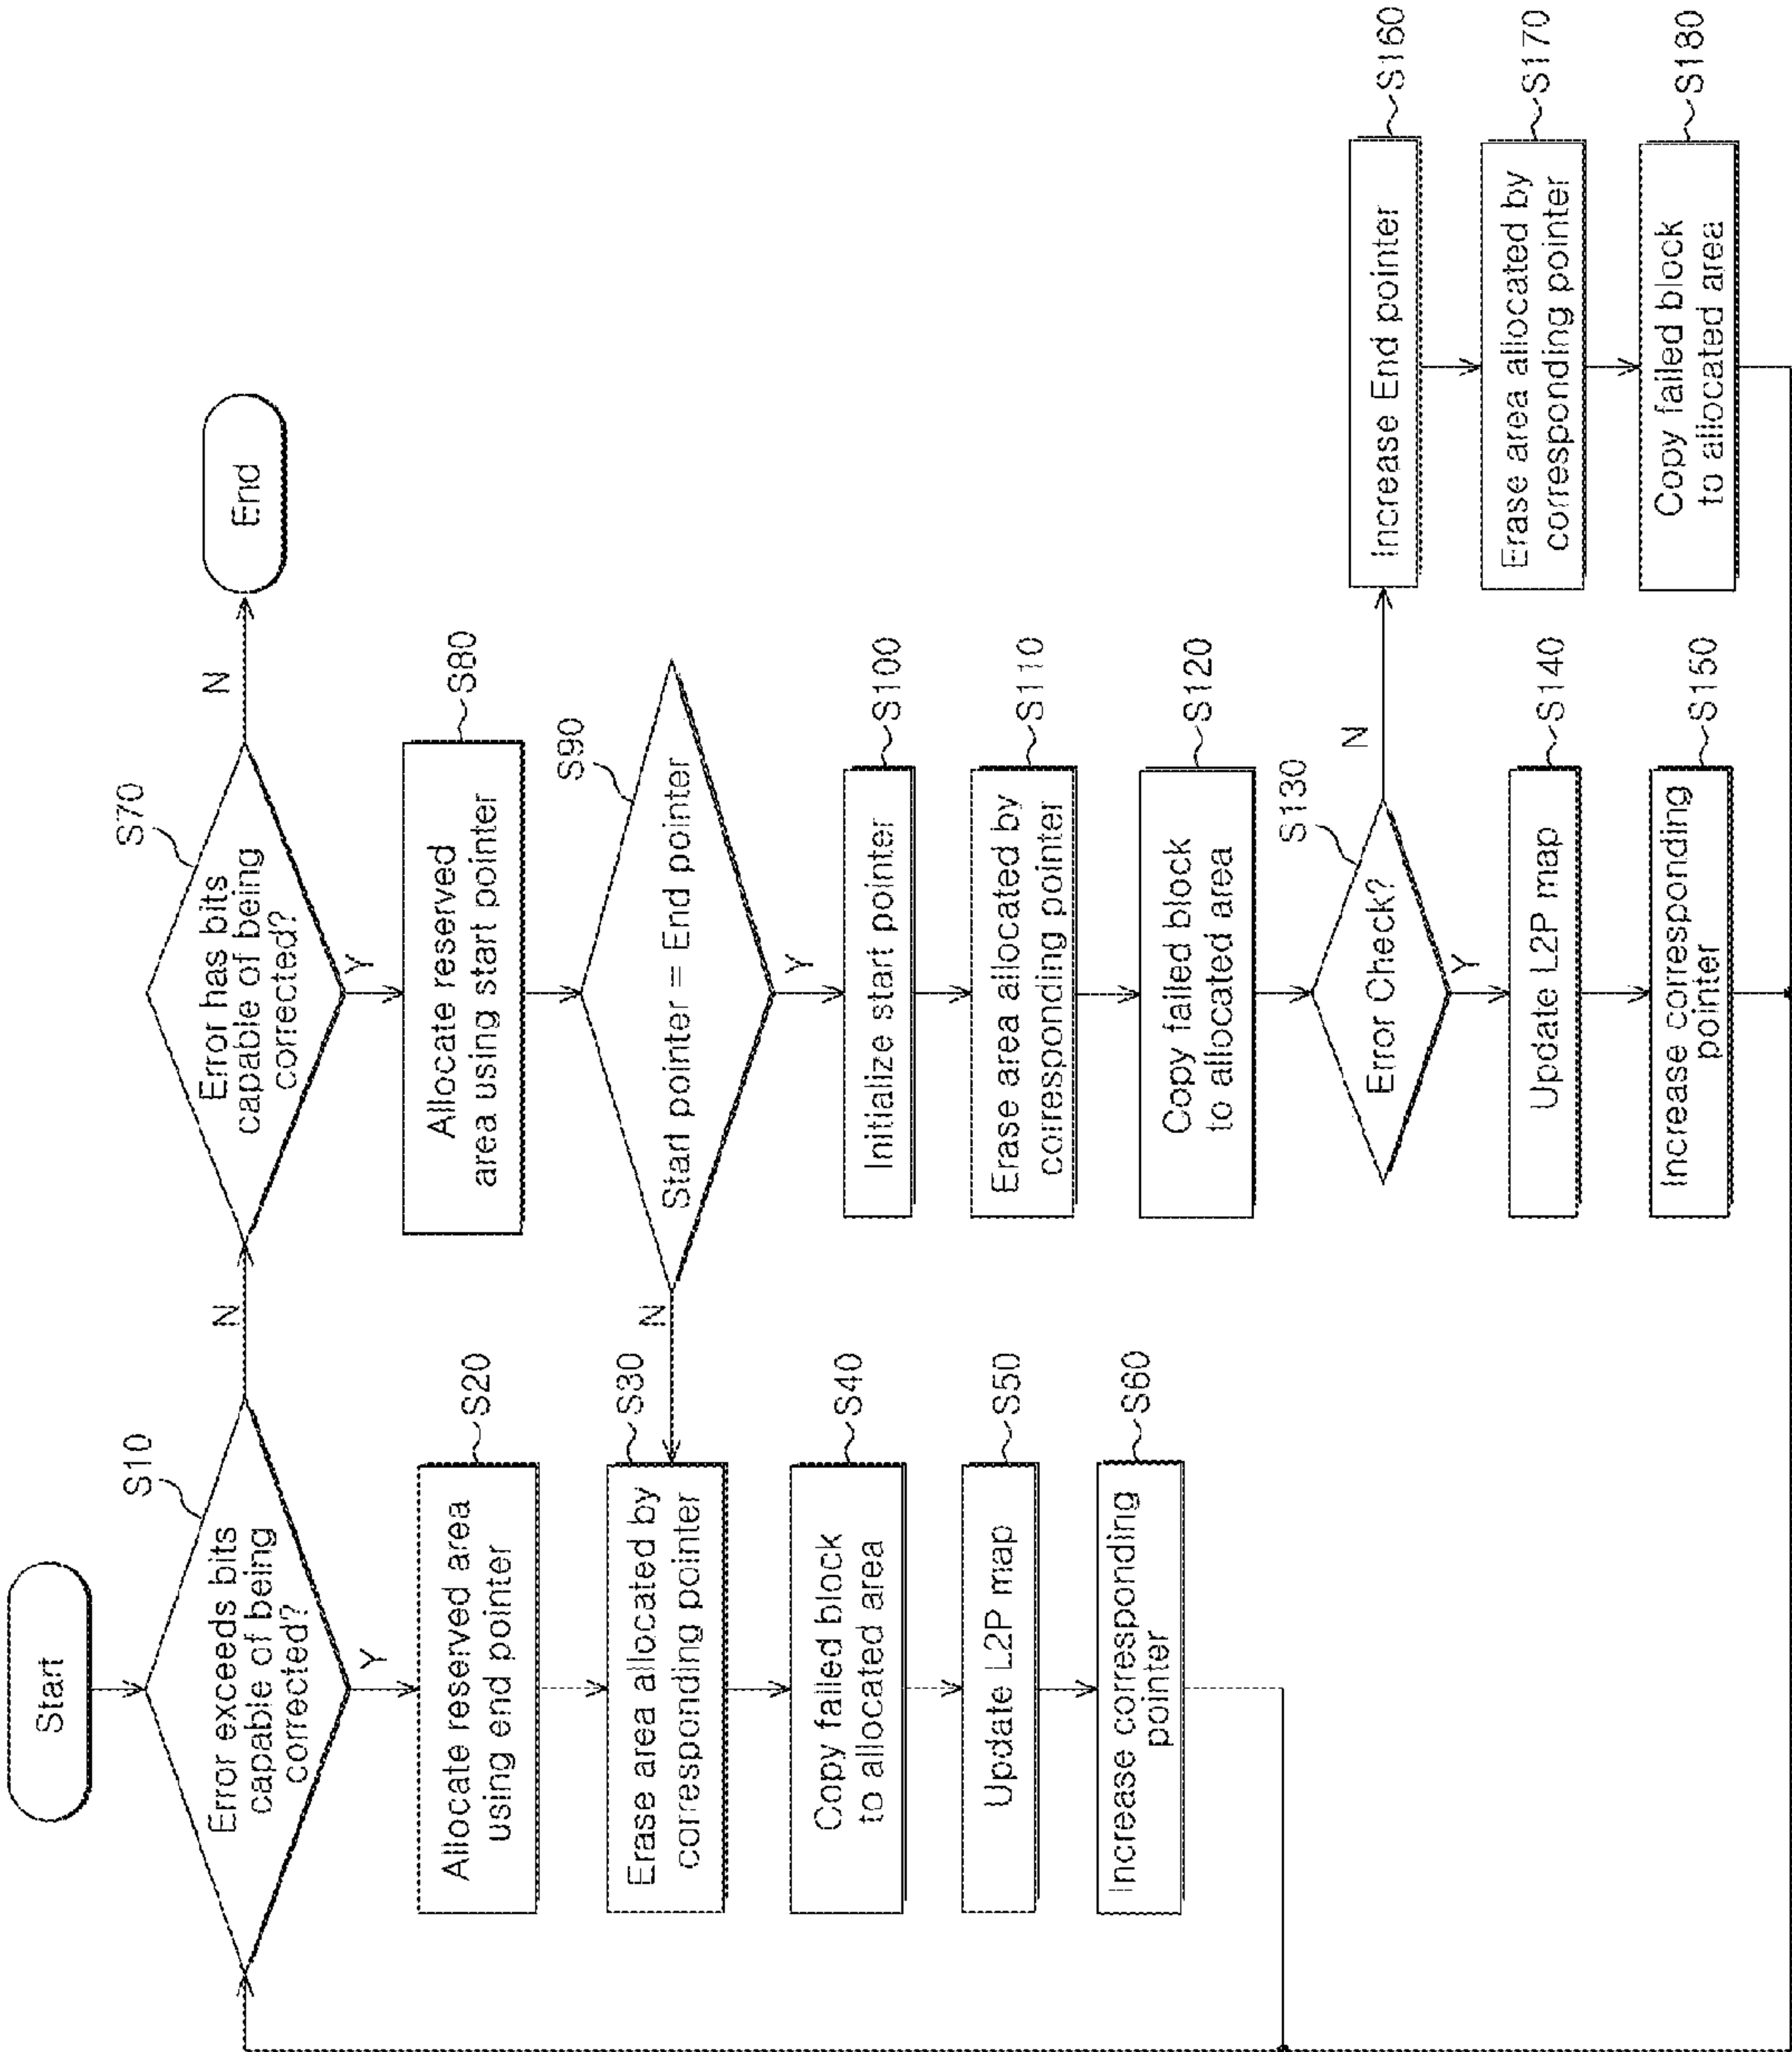 Start
S10
Error exceeds bits
capable of being
corrected?
Y
N
Allocate reserved area
using end pointer
S20
Erase area allocated by
corresponding pointer
S30
Copy failed block
to allocated area
S40
Update L2P map
S50
Increase corresponding
pointer
S60
S70
Error has bits
capable of being
corrected?
N
End
Y
Allocate reserved
area using start pointer
S80
S90
Start pointer = End pointer
N
Y
Initialize start pointer
S100
Erase area allocated by
corresponding pointer
S110
Copy failed block
to allocated area
S120
S130
Error Check?
N
Y
Update L2P map
S140
Increase corresponding
pointer
S150
Increase End pointer
S160
Erase area allocated by
corresponding pointer
S170
Copy failed block
to allocated area
S180